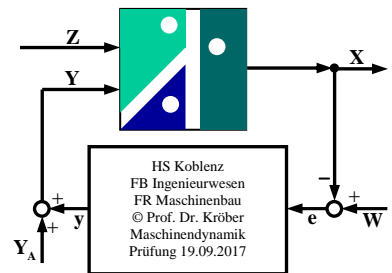 Z
X
Y
HS Koblenz
FB Ingenieurwesen
FR Maschinenbau
© Prof. Dr. Kröber
Maschinendynamik
Prüfung 19.09.2017
−
+ y e + W
+
Y_A